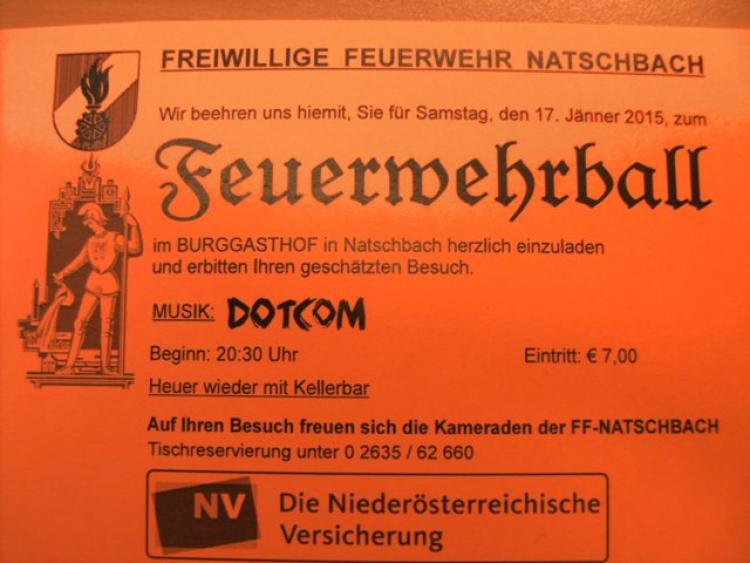 FREIWILLIGE FEUERWEHR NATSCHBACH
Wir beehren uns hiemit, Sie für Samstag, den 17. Jänner 2015, zum
Feuerwehrball
im BURGGASTHOF in Natschbach herzlich einzuladen
und erbitten Ihren geschätzten Besuch.
MUSIK: DOTCOM
Beginn: 20:30 Uhr Eintritt: € 7,00
Heuer wieder mit Kellerbar
Auf Ihren Besuch freuen sich die Kameraden der FF-NATSCHBACH
Tischreservierung unter 0 2635 / 62 660
NV Die Niederösterreichische
Versicherung